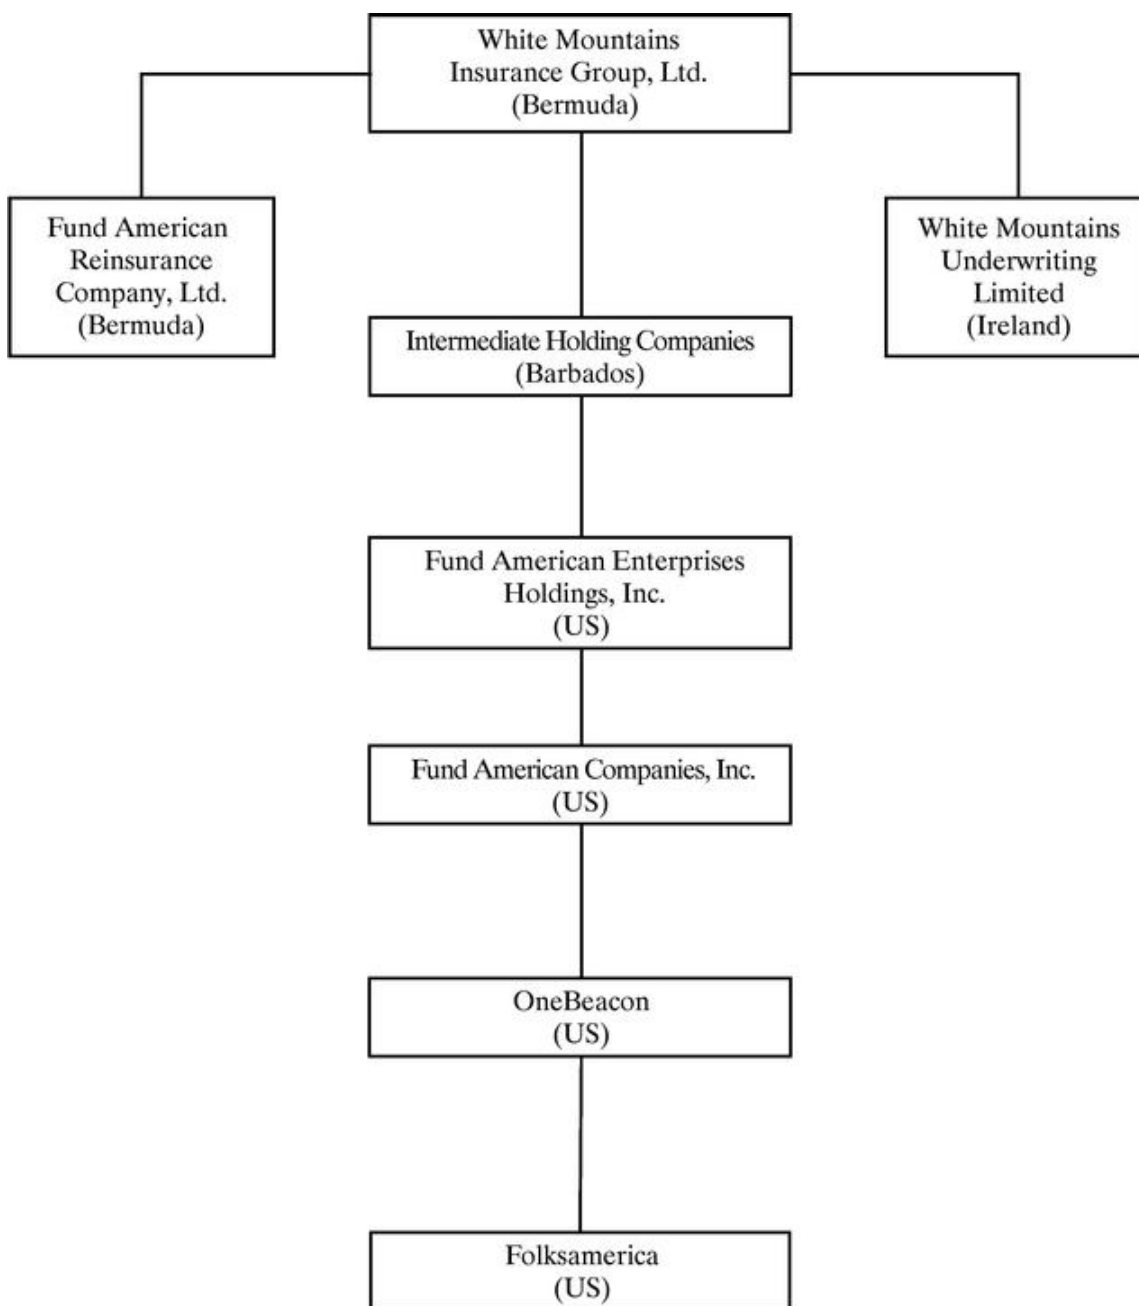 White Mountains
Insurance Group, Ltd.
(Bermuda)
Fund American
Reinsurance
Company, Ltd.
(Bermuda)
White Mountains
Underwriting
Limited
(Ireland)
Intermediate Holding Companies
(Barbados)
Fund American Enterprises
Holdings, Inc.
(US)
Fund American Companies, Inc.
(US)
OneBeacon
(US)
Folksamerica
(US)